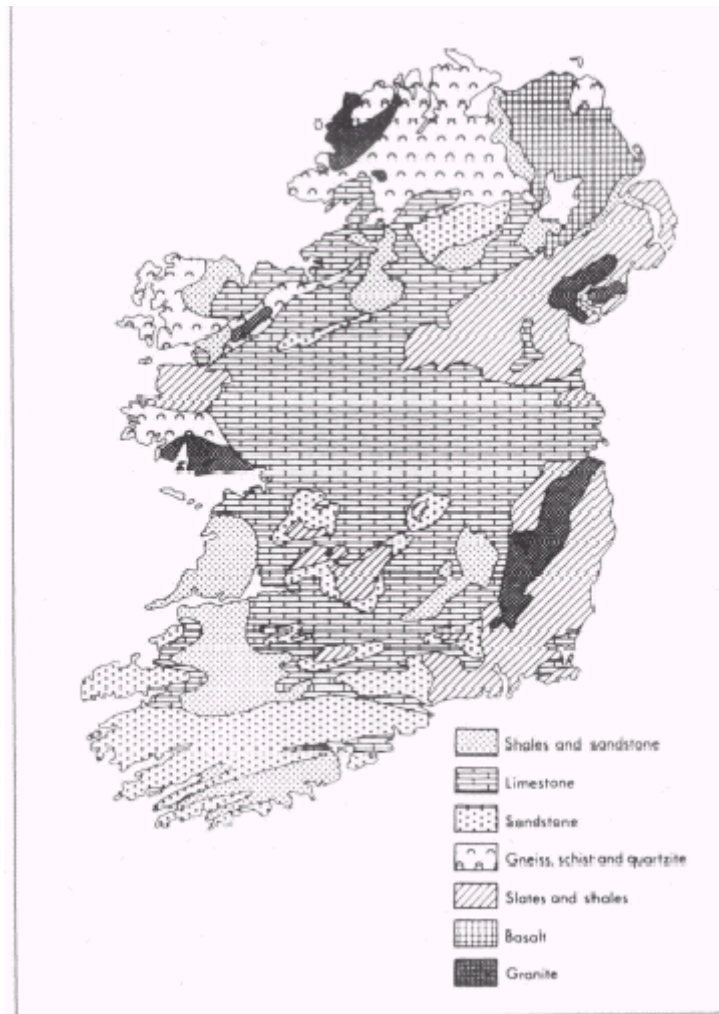 Shales and sandstone
Limestone
Sandstone
Gneiss, schist and quartzite
Slates and shales
Basalt
Granite